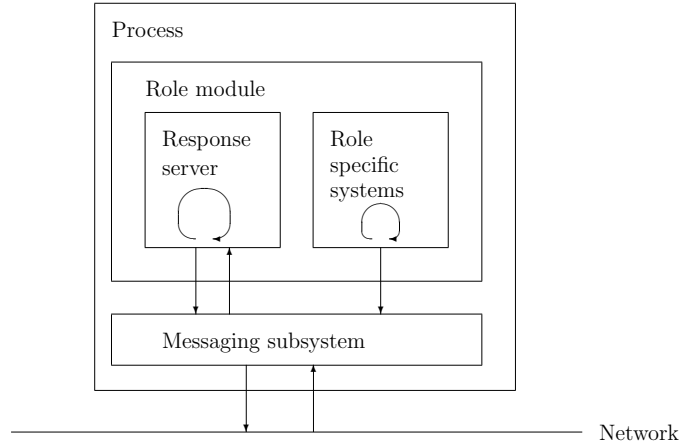 Process
Role module
Response
server
Role
specific
systems
Messaging subsystem
Network